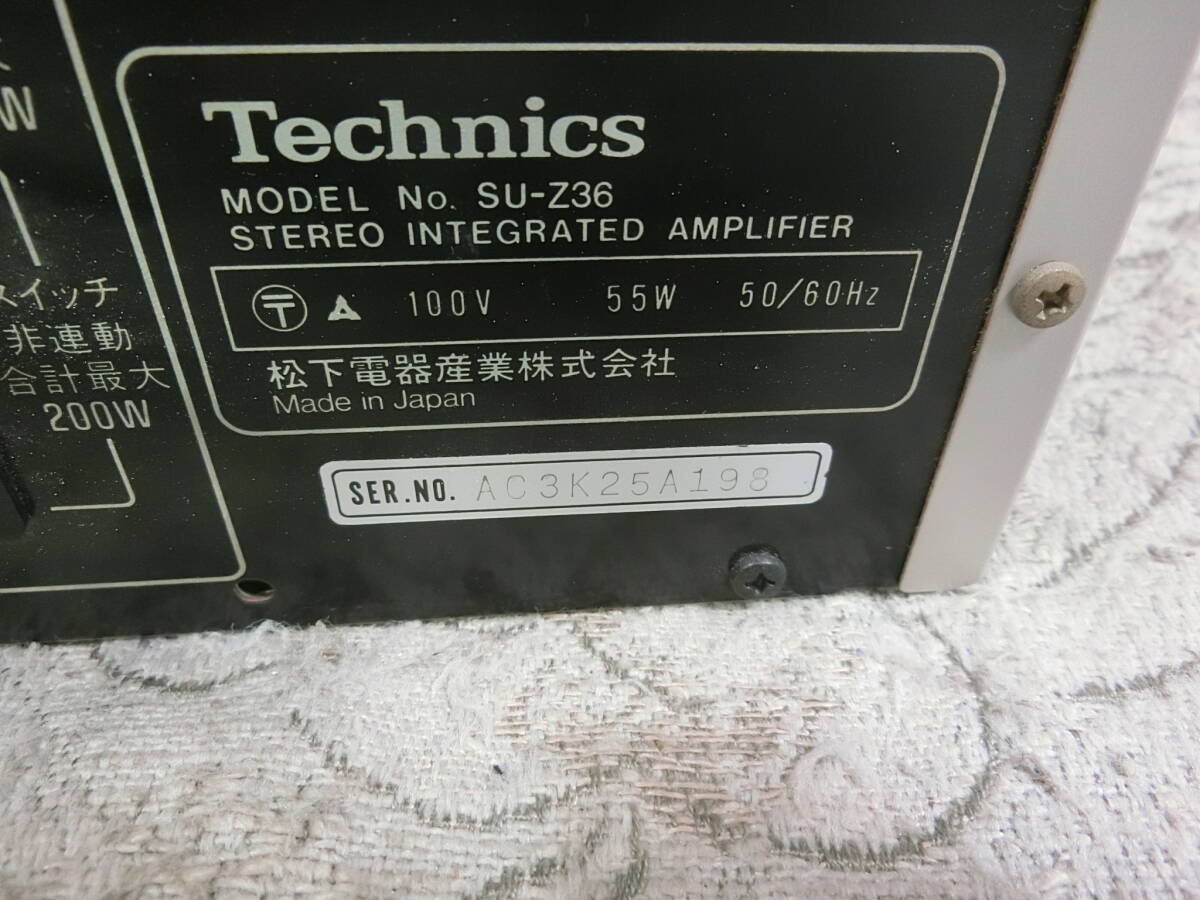 W
スイッチ
非連動
合計最大
200W
Technics
MODEL No. SU-Z36
STEREO INTEGRATED AMPLIFIER
〶 100V 55W 50/60Hz
松下電器産業株式会社
Made in Japan
SER.NO. AC3K25A198